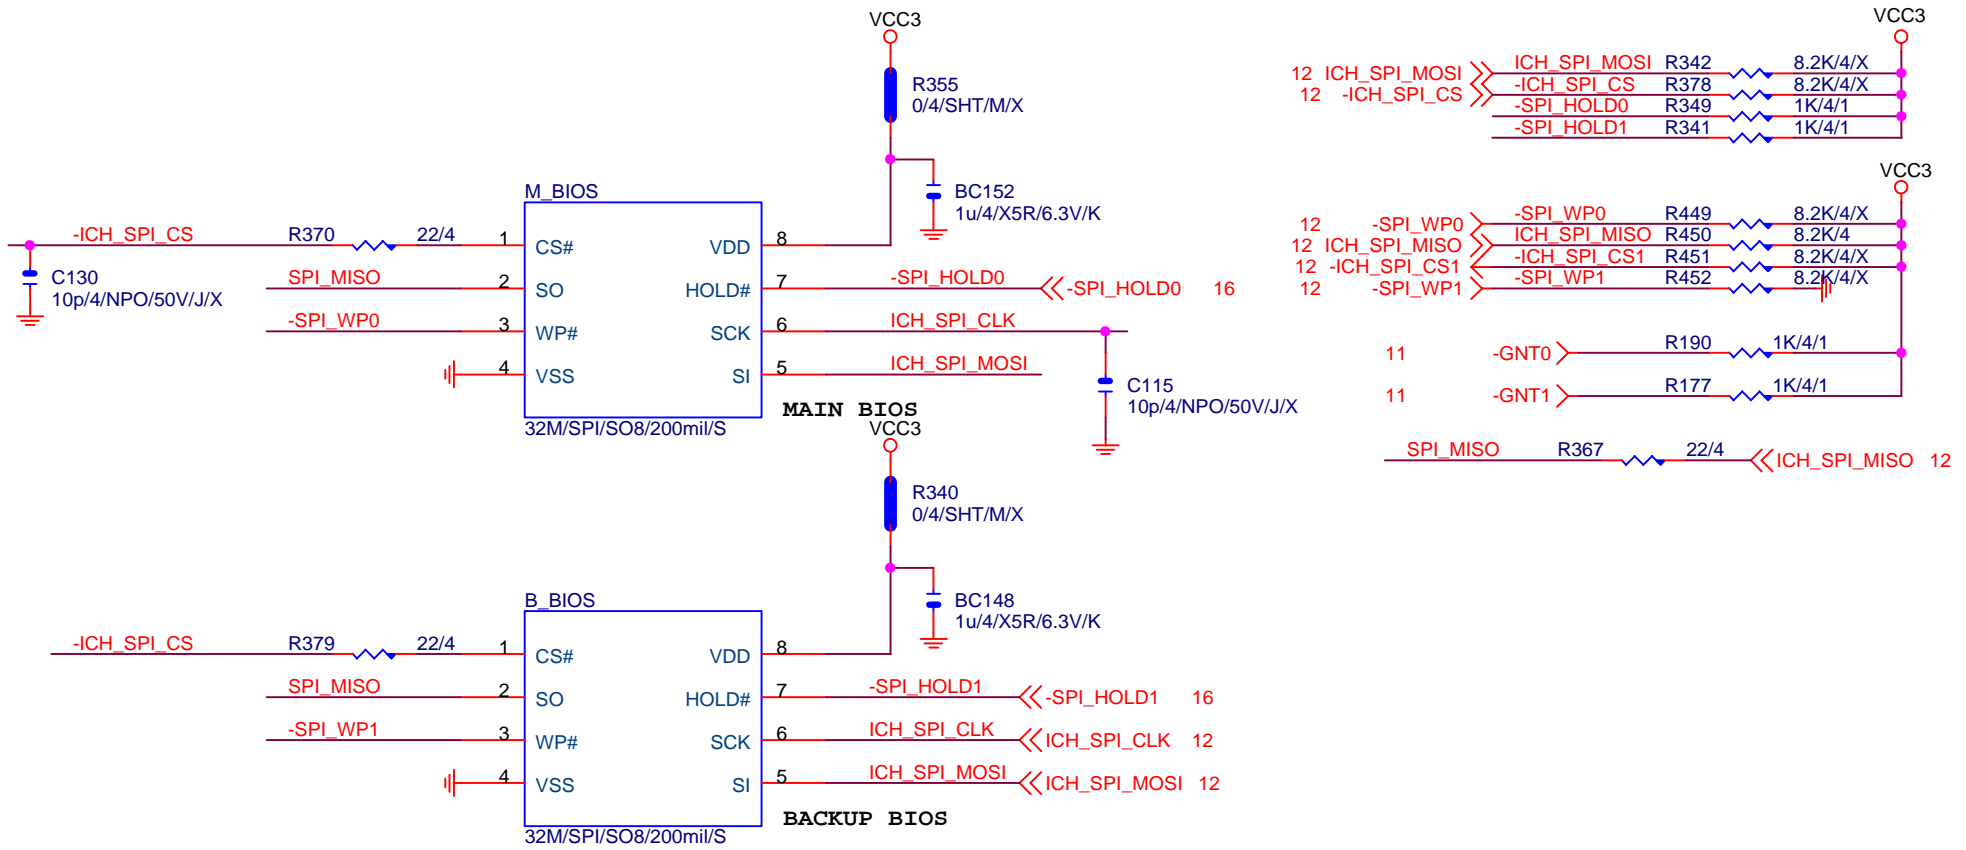 VCC3
R355
0/4/SHT/M/X
BC152
1u/4/X5R/6.3V/K
M_BIOS
-ICH_SPI_CS R370 22/4 1 CS# VDD 8
C130
10p/4/NPO/50V/J/X
SPI_MISO 2 SO HOLD# 7 -SPI_HOLD0 -SPI_HOLD0 16
-SPI_WP0 3 WP# SCK 6 ICH_SPI_CLK
4 VSS SI 5 ICH_SPI_MOSI
C115
10p/4/NPO/50V/J/X
MAIN BIOS
32M/SPI/SO8/200mil/S
VCC3
R340
0/4/SHT/M/X
BC148
1u/4/X5R/6.3V/K
B_BIOS
-ICH_SPI_CS R379 22/4 1 CS# VDD 8
SPI_MISO 2 SO HOLD# 7 -SPI_HOLD1 -SPI_HOLD1 16
-SPI_WP1 3 WP# SCK 6 ICH_SPI_CLK ICH_SPI_CLK 12
4 VSS SI 5 ICH_SPI_MOSI ICH_SPI_MOSI 12
BACKUP BIOS
32M/SPI/SO8/200mil/S
VCC3
12 ICH_SPI_MOSI ICH_SPI_MOSI R342 8.2K/4/X
12 -ICH_SPI_CS -ICH_SPI_CS R378 8.2K/4/X
-SPI_HOLD0 R349 1K/4/1
-SPI_HOLD1 R341 1K/4/1
VCC3
12 -SPI_WP0 -SPI_WP0 R449 8.2K/4/X
12 ICH_SPI_MISO ICH_SPI_MISO R450 8.2K/4
12 -ICH_SPI_CS1 -ICH_SPI_CS1 R451 8.2K/4/X
12 -SPI_WP1 -SPI_WP1 R452 8.2K/4/X
11 -GNT0 R190 1K/4/1
11 -GNT1 R177 1K/4/1
SPI_MISO R367 22/4 ICH_SPI_MISO 12